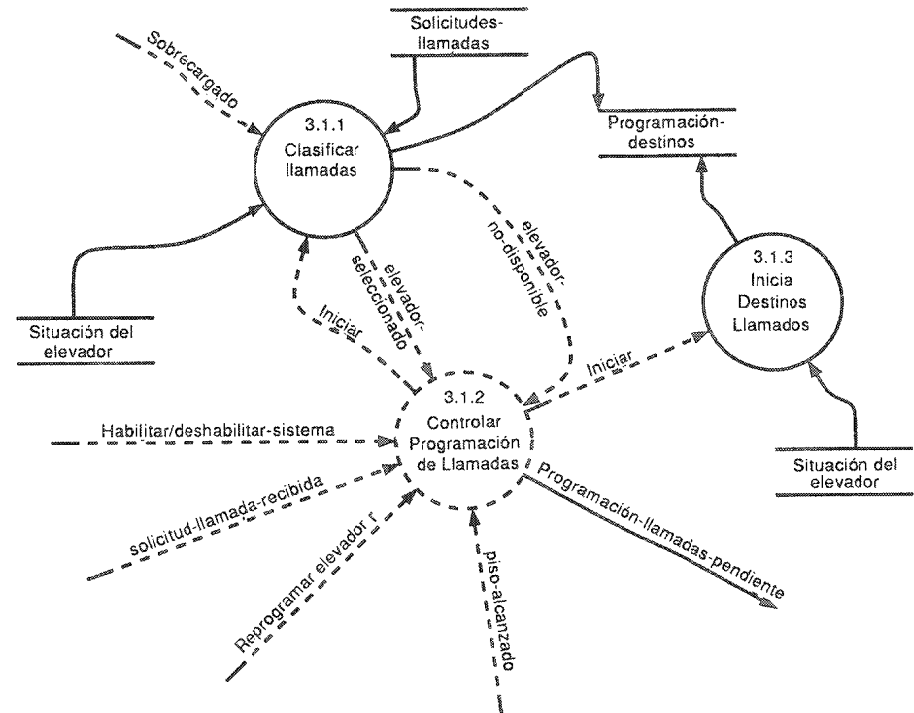 Solicitudes-
llamadas
Sobrecargado
3.1.1
Clasificar
llamadas
Programación-
destinos
elevador-
no-disponible
elevador-
seleccionado
Iniciar
3.1.3
Inicia
Destinos
Llamados
Situación del
elevador
Iniciar
3.1.2
Controlar
Programación
de Llamadas
Habilitar/deshabilitar-sistema
Situación del
elevador
solicitud-llamada-recibida
Programación-llamadas-pendiente
Reprogramar elevador r
piso-alcanzado